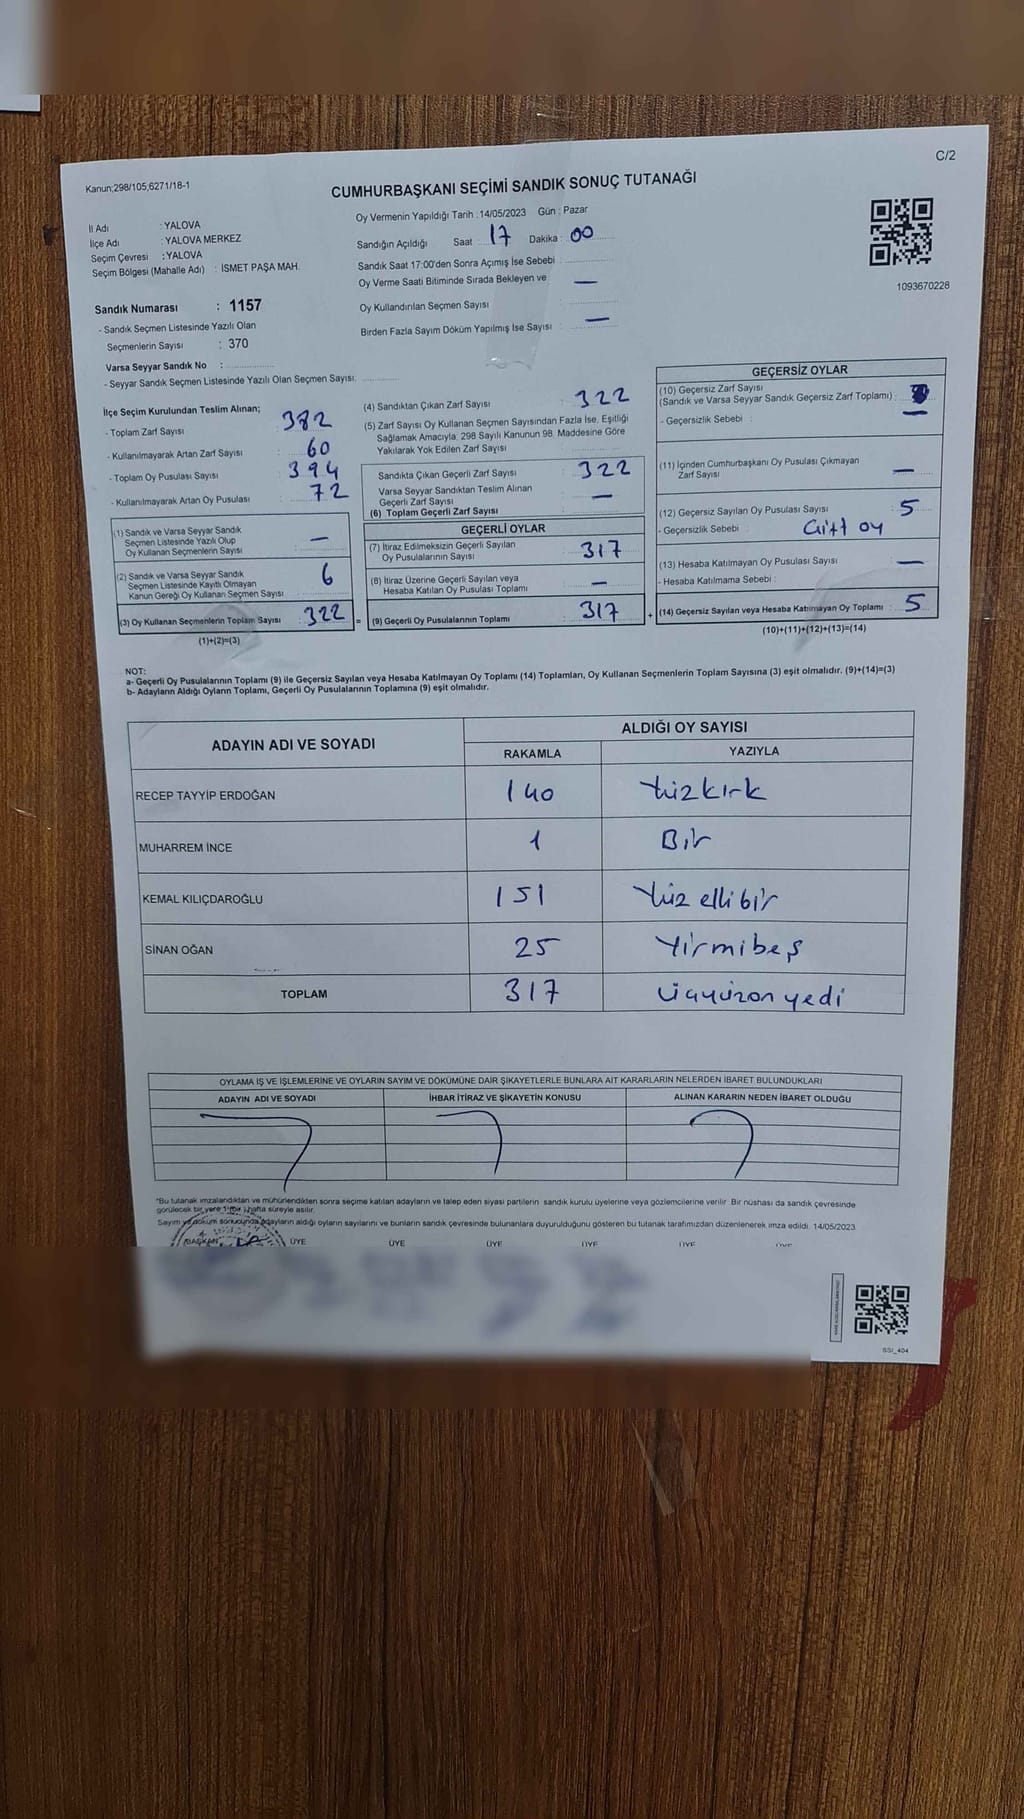 C/2
Kanun;298/105,6271/18-1
CUMHURBAŞKANI SEÇİMİ SANDIK SONUÇ TUTANAĞI
İl Adı : YALOVA
İlçe Adı : YALOVA MERKEZ
Seçim Çevresi : YALOVA
Seçim Bölgesi (Mahalle Adı) : İSMET PAŞA MAH.
Oy Vermenin Yapıldığı Tarih : 14/05/2023 Gün : Pazar
Sandığın Açıldığı Saat : 17 Dakika : 00
Sandık Saat 17:00'den Sonra Açımış İse Sebebi :
Oy Verme Saati Bitiminde Sırada Bekleyen ve
Oy Kullandırılan Seçmen Sayısı : —
Birden Fazla Sayım Döküm Yapılmış İse Sayısı : —
1093670228
Sandık Numarası : 1157
- Sandık Seçmen Listesinde Yazılı Olan
Seçmenlerin Sayısı : 370
Varsa Seyyar Sandık No :
- Seyyar Sandık Seçmen Listesinde Yazılı Olan Seçmen Sayısı:
İlçe Seçim Kurulundan Teslim Alınan;
- Toplam Zarf Sayısı : 382
- Kullanılmayarak Artan Zarf Sayısı : 60
- Toplam Oy Pusulası Sayısı : 394
- Kullanılmayarak Artan Oy Pusulası : 72
(1) Sandık ve Varsa Seyyar Sandık
Seçmen Listesinde Yazılı Olup
Oy Kullanan Seçmenlerin Sayısı : —
(2) Sandık ve Varsa Seyyar Sandık
Seçmen Listesinde Kayıtlı Olmayan
Kanun Gereği Oy Kullanan Seçmen Sayısı : 6
(3) Oy Kullanan Seçmenlerin Toplam Sayısı : 322
(1)+(2)=(3)
(4) Sandıktan Çıkan Zarf Sayısı : 322
(5) Zarf Sayısı Oy Kullanan Seçmen Sayısından Fazla İse, Eşitliği
Sağlamak Amacıyla; 298 Sayılı Kanunun 98. Maddesine Göre
Yakılarak Yok Edilen Zarf Sayısı :
Sandıkta Çıkan Geçerli Zarf Sayısı : 322
Varsa Seyyar Sandıktan Teslim Alınan
Geçerli Zarf Sayısı : —
(6) Toplam Geçerli Zarf Sayısı
GEÇERLİ OYLAR
(7) İtiraz Edilmeksizin Geçerli Sayılan
Oy Pusulalarının Sayısı : 317
(8) İtiraz Üzerine Geçerli Sayılan veya
Hesaba Katılan Oy Pusulası Toplamı : —
= (9) Geçerli Oy Pusulalarının Toplamı : 317
GEÇERSİZ OYLAR
(10) Geçersiz Zarf Sayısı
(Sandık ve Varsa Seyyar Sandık Geçersiz Zarf Toplamı) : —
- Geçersizlik Sebebi :
(11) İçinden Cumhurbaşkanı Oy Pusulası Çıkmayan
Zarf Sayısı : —
(12) Geçersiz Sayılan Oy Pusulası Sayısı : 5
- Geçersizlik Sebebi : Çift oy
(13) Hesaba Katılmayan Oy Pusulası Sayısı : —
- Hesaba Katılmama Sebebi :
+ (14) Geçersiz Sayılan veya Hesaba Katılmayan Oy Toplamı : 5
(10)+(11)+(12)+(13)=(14)
NOT:
a- Geçerli Oy Pusulalarının Toplamı (9) ile Geçersiz Sayılan veya Hesaba Katılmayan Oy Toplamı (14) Toplamları, Oy Kullanan Seçmenlerin Toplam Sayısına (3) eşit olmalıdır. (9)+(14)=(3)
b- Adayların Aldığı Oyların Toplamı, Geçerli Oy Pusulalarının Toplamına (9) eşit olmalıdır.
ADAYIN ADI VE SOYADI
ALDIĞI OY SAYISI
RAKAMLA YAZIYLA
RECEP TAYYİP ERDOĞAN 140 Yüzkırk
MUHARREM İNCE 1 Bir
KEMAL KILIÇDAROĞLU 151 Yüz elli bir
SİNAN OĞAN 25 Yirmibeş
TOPLAM 317 Üçyüzon yedi
OYLAMA İŞ VE İŞLEMLERİNE VE OYLARIN SAYIM VE DÖKÜMÜNE DAİR ŞİKAYETLERLE BUNLARA AİT KARARLARIN NELERDEN İBARET BULUNDUKLARI
ADAYIN ADI VE SOYADI İHBAR İTİRAZ VE ŞİKAYETİN KONUSU ALINAN KARARIN NEDEN İBARET OLDUĞU
*Bu tutanak imzalandıktan ve mühürlendikten sonra seçime katılan adayların ve talep eden siyasi partilerin sandık kurulu üyelerine veya gözlemcilerine verilir. Bir nüshası da sandık çevresinde
görülecek bir yere 1 (bir) hafta süreyle asılır.
Sayım ve döküm sonucunda adayların aldığı oyların sayılarını ve bunların sandık çevresinde bulunanlara duyurulduğunu gösteren bu tutanak tarafımızdan düzenlenerek imza edildi. 14/05/2023
BAŞKAN ÜYE ÜYE ÜYE ÜYE ÜYE ÜYE
SSI_404